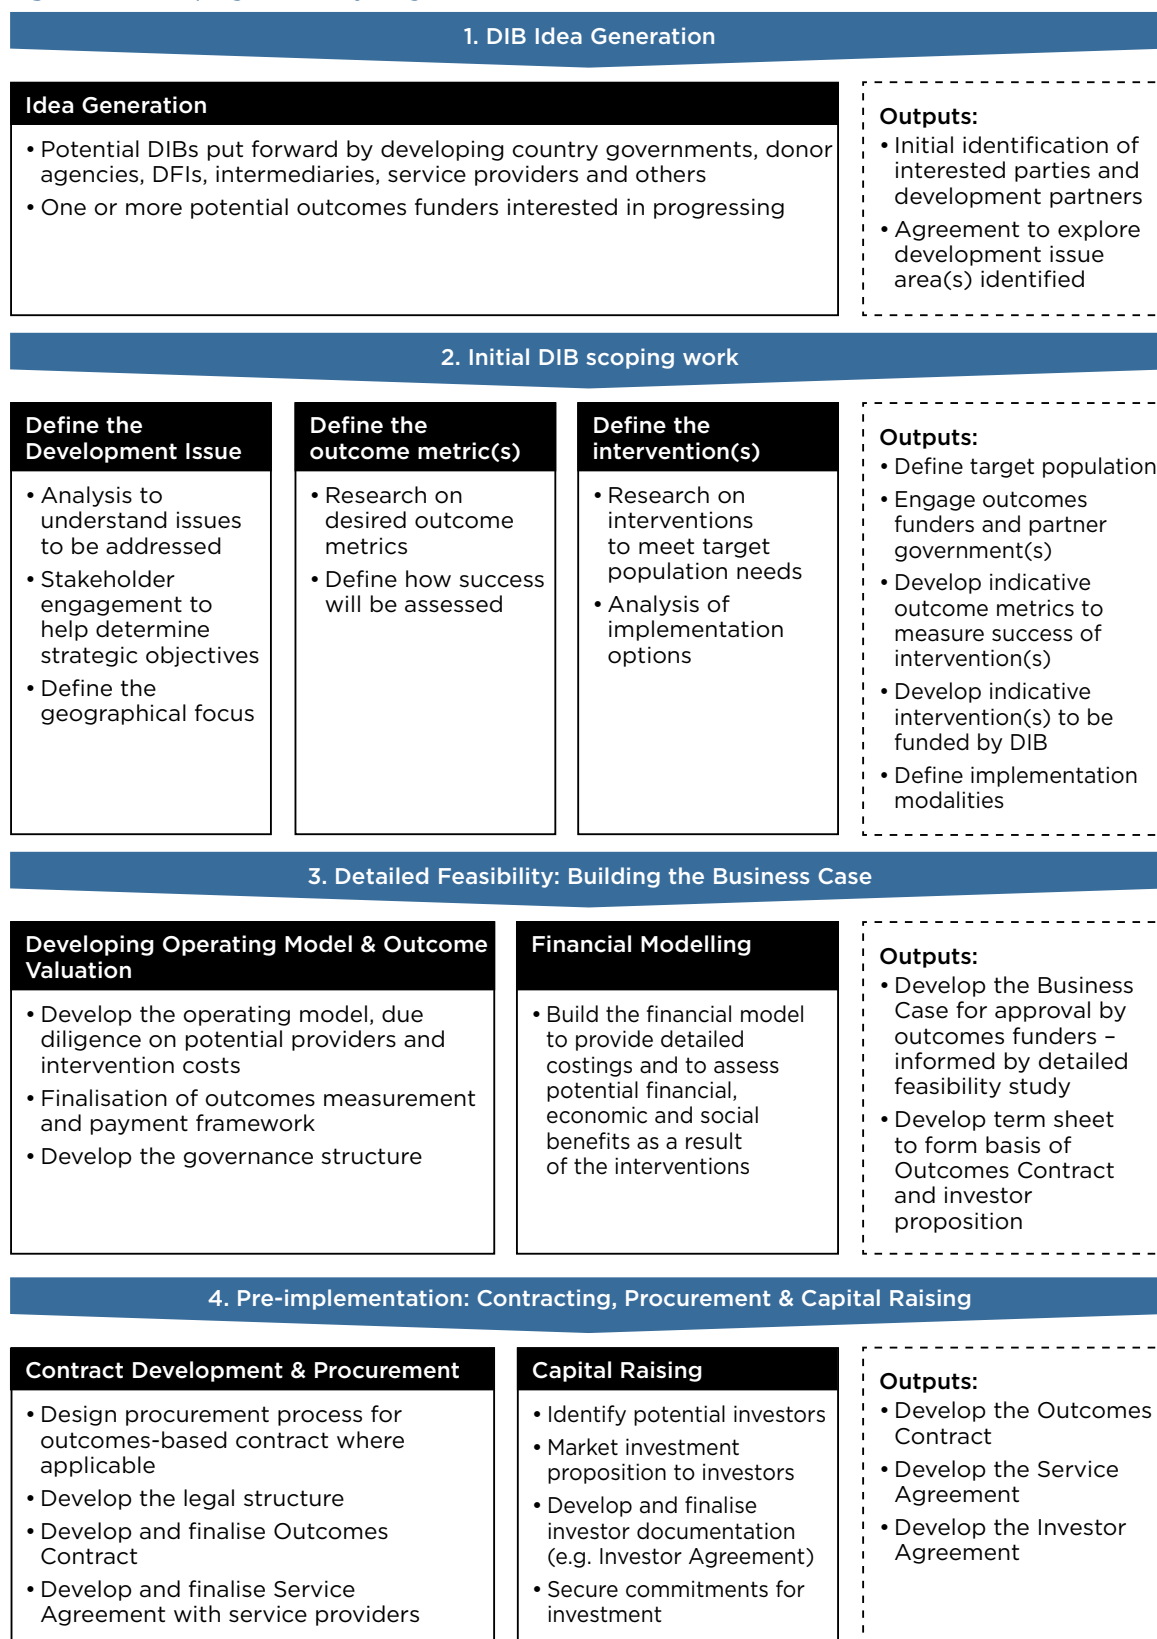 1. DIB Idea Generation
Idea Generation
• Potential DIBs put forward by developing country governments, donor
agencies, DFIs, intermediaries, service providers and others
• One or more potential outcomes funders interested in progressing
Outputs:
• Initial identification of
interested parties and
development partners
• Agreement to explore
development issue
area(s) identified
2. Initial DIB scoping work
Define the
Development Issue
• Analysis to
understand issues
to be addressed
• Stakeholder
engagement to
help determine
strategic objectives
• Define the
geographical focus
Define the
outcome metric(s)
• Research on
desired outcome
metrics
• Define how success
will be assessed
Define the
intervention(s)
• Research on
interventions
to meet target
population needs
• Analysis of
implementation
options
Outputs:
• Define target population
• Engage outcomes
funders and partner
government(s)
• Develop indicative
outcome metrics to
measure success of
intervention(s)
• Develop indicative
intervention(s) to be
funded by DIB
• Define implementation
modalities
3. Detailed Feasibility: Building the Business Case
Developing Operating Model & Outcome
Valuation
• Develop the operating model, due
diligence on potential providers and
intervention costs
• Finalisation of outcomes measurement
and payment framework
• Develop the governance structure
Financial Modelling
• Build the financial model
to provide detailed
costings and to assess
potential financial,
economic and social
benefits as a result
of the interventions
Outputs:
• Develop the Business
Case for approval by
outcomes funders –
informed by detailed
feasibility study
• Develop term sheet
to form basis of
Outcomes Contract
and investor
proposition
4. Pre-implementation: Contracting, Procurement & Capital Raising
Contract Development & Procurement
• Design procurement process for
outcomes-based contract where
applicable
• Develop the legal structure
• Develop and finalise Outcomes
Contract
• Develop and finalise Service
Agreement with service providers
Capital Raising
• Identify potential investors
• Market investment
proposition to investors
• Develop and finalise
investor documentation
(e.g. Investor Agreement)
• Secure commitments for
investment
Outputs:
• Develop the Outcomes
Contract
• Develop the Service
Agreement
• Develop the Investor
Agreement